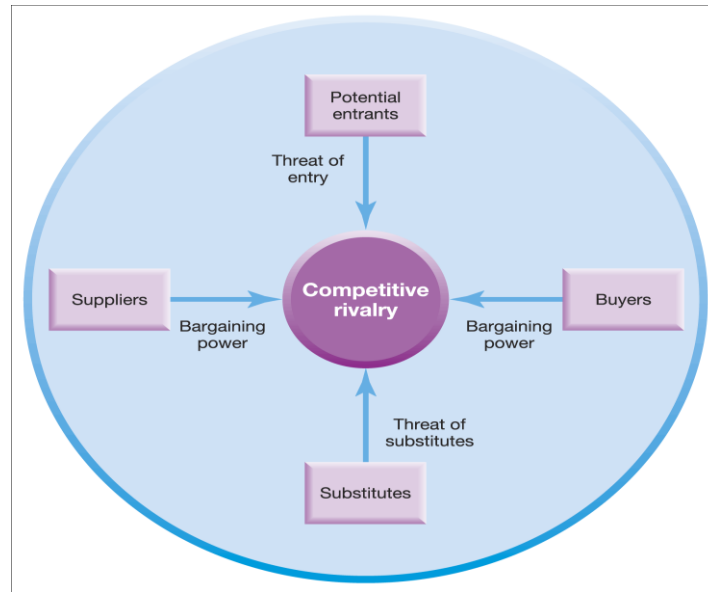 Potential
entrants
Threat of
entry
Suppliers
Competitive
rivalry
Buyers
Bargaining
power
Bargaining
power
Threat of
substitutes
Substitutes